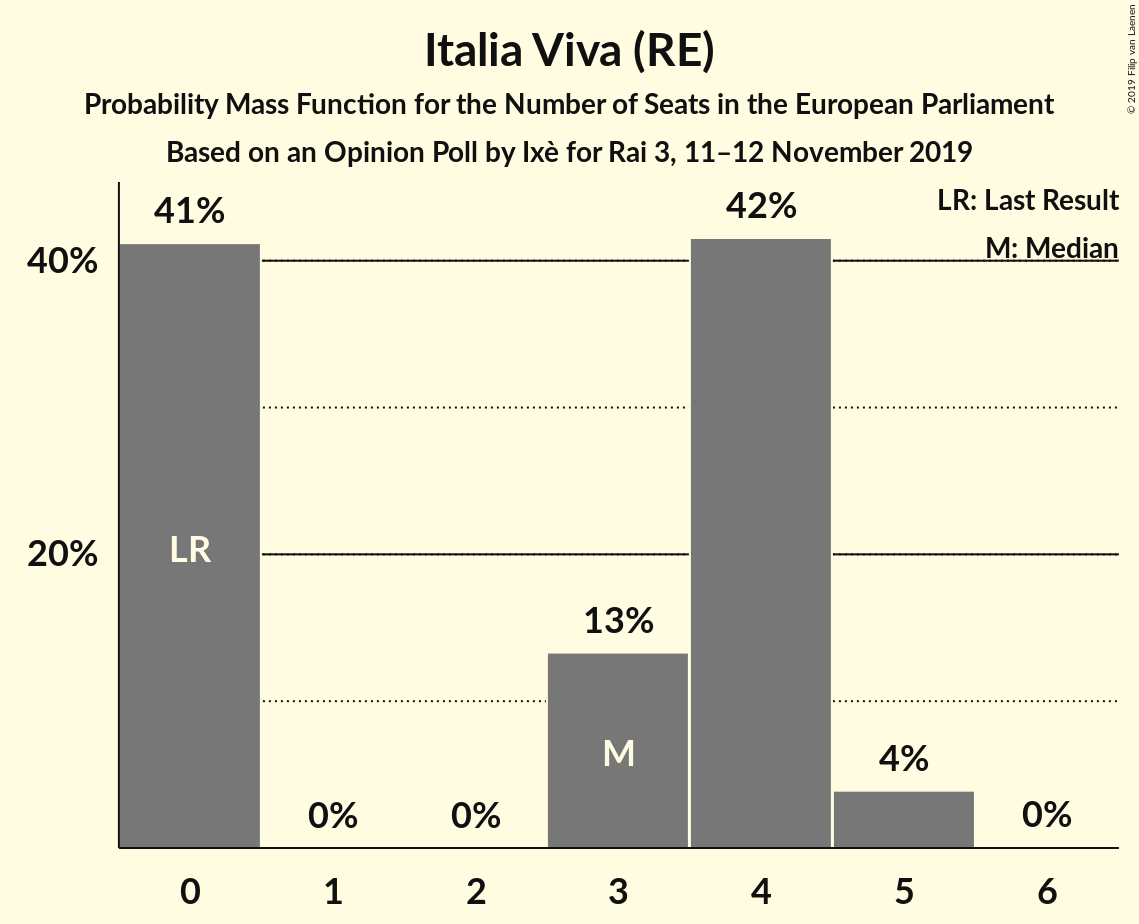 Italia Viva (RE)
Probability Mass Function for the Number of Seats in the European Parliament
Based on an Opinion Poll by Ixè for Rai 3, 11–12 November 2019
© 2019 Filip van Laenen
LR: Last Result
M: Median
41%
42%
40%
LR
20%
13%
M
4%
0%
0%
0%
0
1
2
3
4
5
6